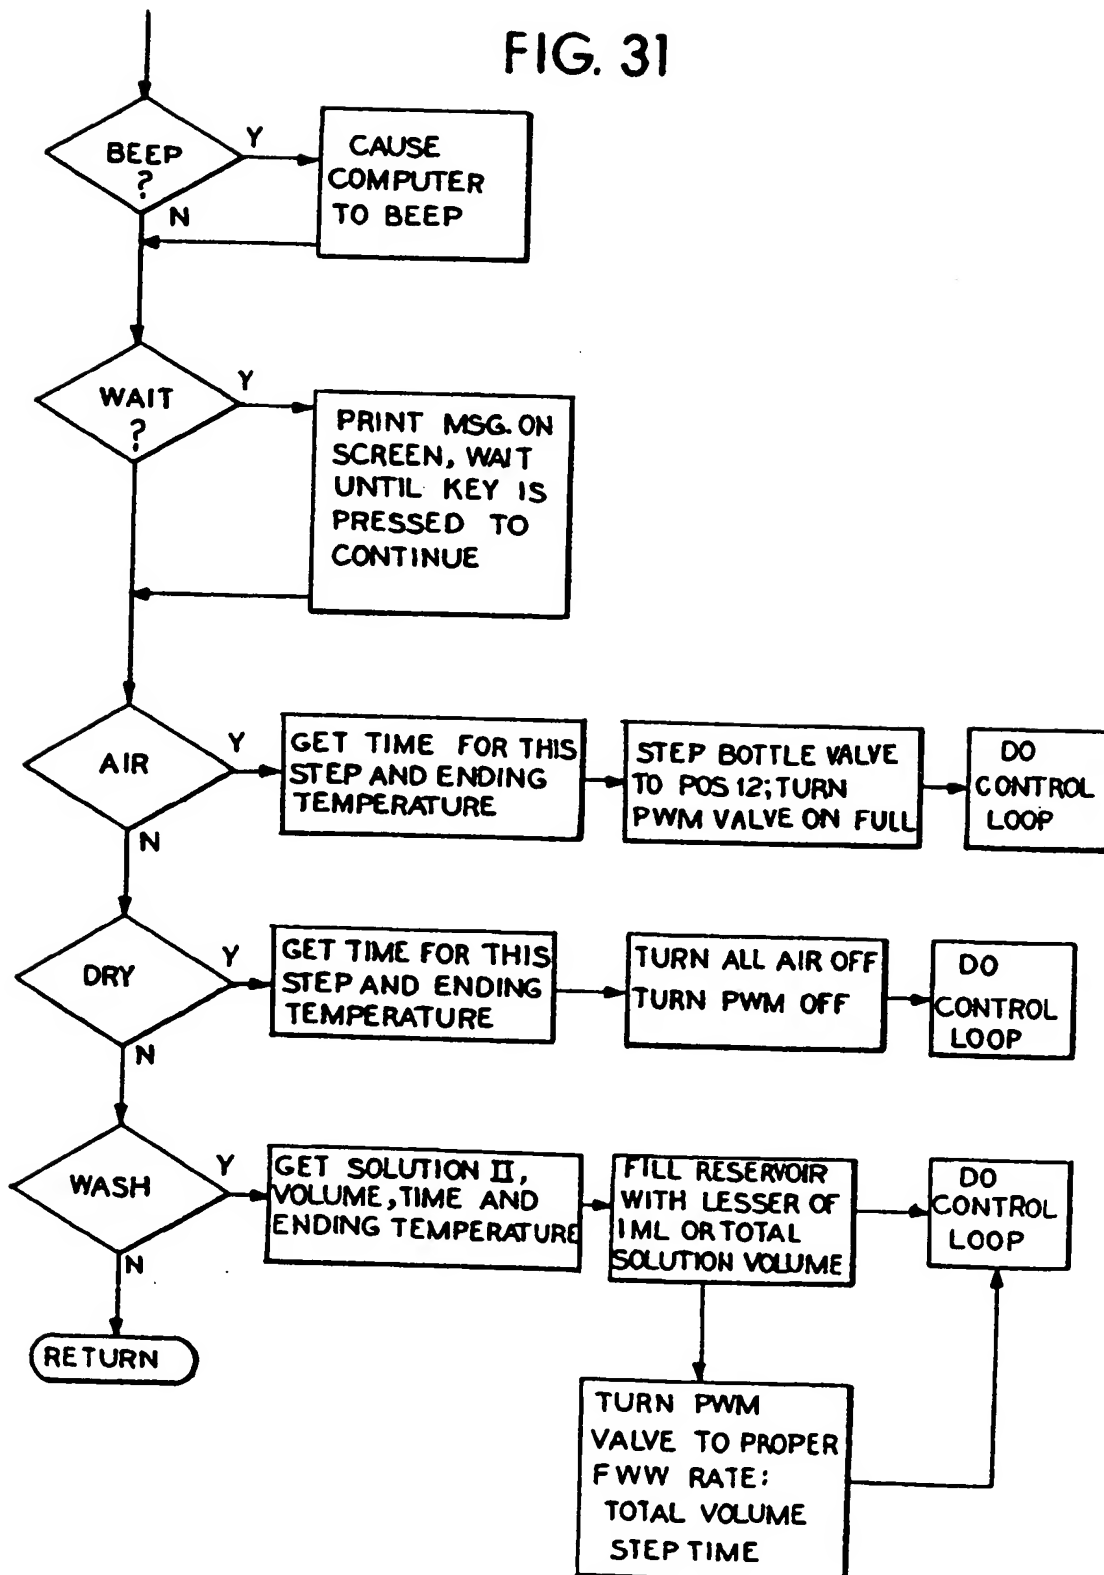 FIG. 31
BEEP
?
Y
N
CAUSE
COMPUTER
TO BEEP
WAIT
?
Y
PRINT MSG. ON
SCREEN, WAIT
UNTIL KEY IS
PRESSED TO
CONTINUE
AIR
Y
N
GET TIME FOR THIS
STEP AND ENDING
TEMPERATURE
STEP BOTTLE VALVE
TO POS 12; TURN
PWM VALVE ON FULL
DO
CONTROL
LOOP
DRY
Y
N
GET TIME FOR THIS
STEP AND ENDING
TEMPERATURE
TURN ALL AIR OFF
TURN PWM OFF
DO
CONTROL
LOOP
WASH
Y
N
GET SOLUTION II,
VOLUME, TIME AND
ENDING TEMPERATURE
FILL RESERVOIR
WITH LESSER OF
1 ML OR TOTAL
SOLUTION VOLUME
DO
CONTROL
LOOP
RETURN
TURN PWM
VALVE TO PROPER
FWW RATE:
TOTAL VOLUME
STEP TIME